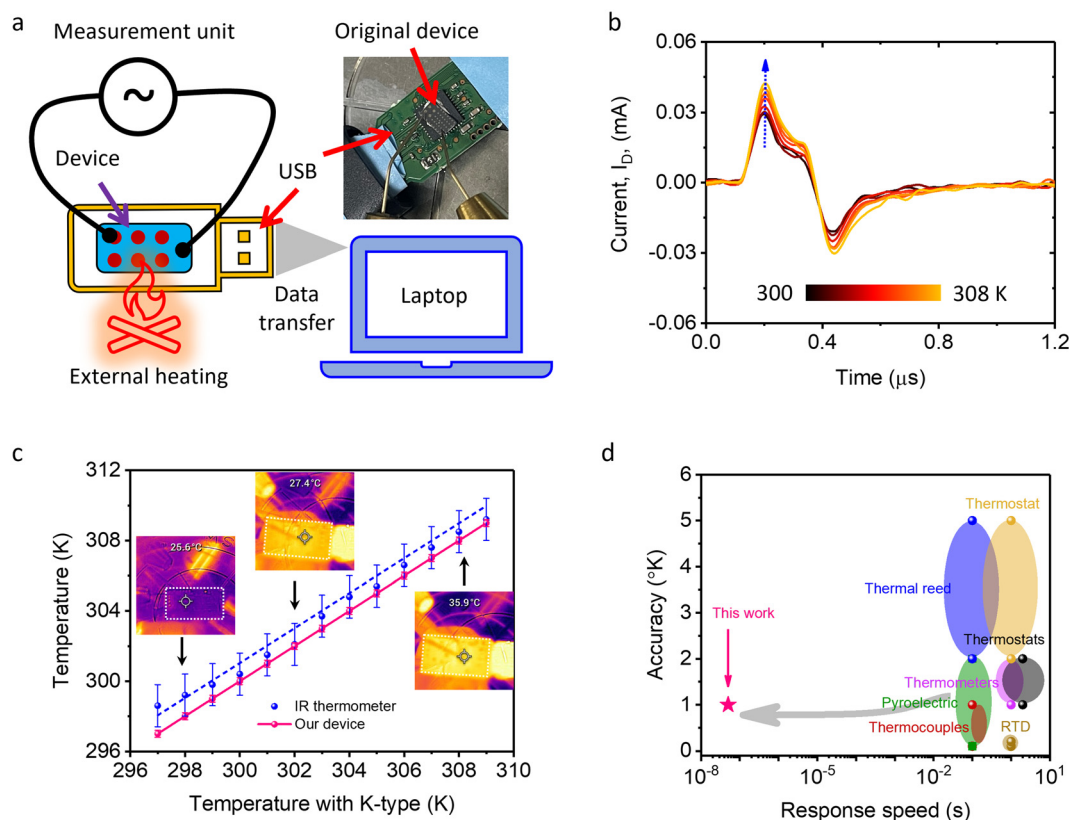 a
Measurement unit
~
Device
Original device
USB
Data
transfer
Laptop
External heating
b
Current, I_D, (mA)
0.06
0.03
0.00
-0.03
-0.06
300
308 K
0.0 0.4 0.8 1.2
Time (μs)
c
Temperature (K)
312
308
304
300
296
25.6°C
27.4°C
35.9°C
IR thermometer
Our device
296 298 300 302 304 306 308 310
Temperature with K-type (K)
d
Accuracy (°K)
6
5
4
3
2
1
0
Thermostat
Thermal reed
This work
Thermostats
Thermometers
Pyroelectric
Thermocouples
RTD
10⁻⁸ 10⁻⁵ 10⁻² 10¹
Response speed (s)